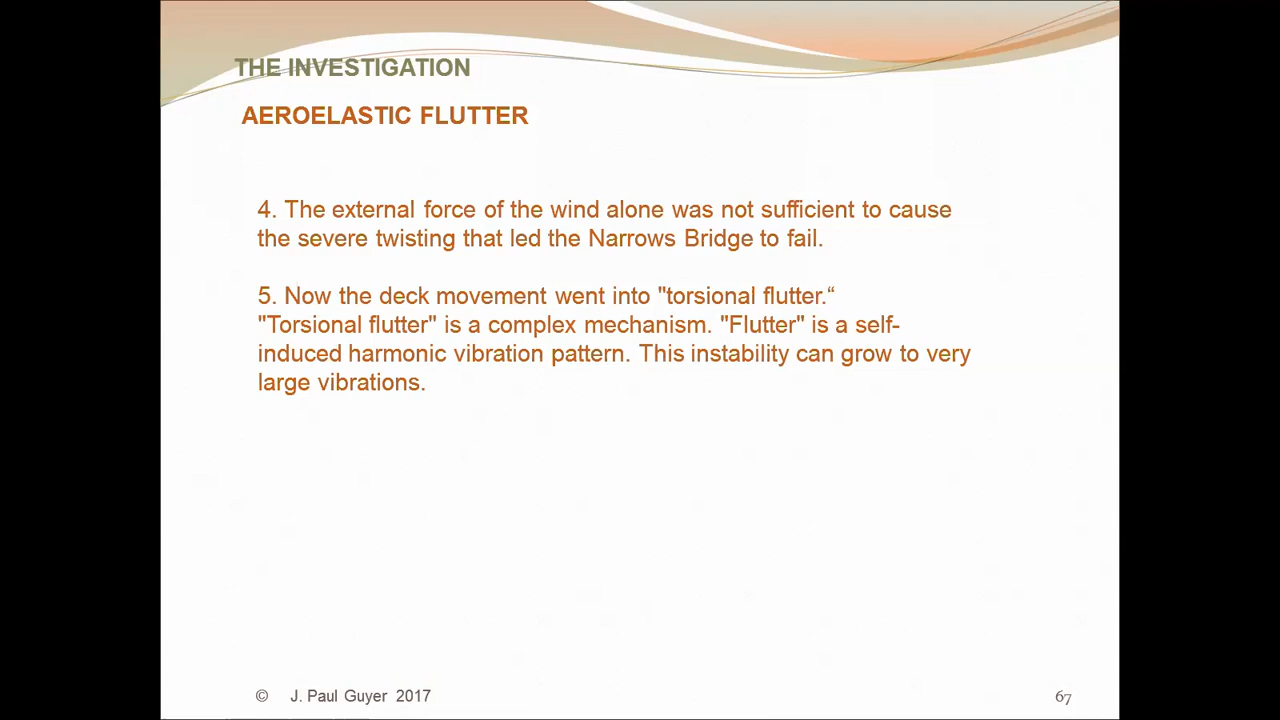 THE INVESTIGATION
AEROELASTIC FLUTTER
4. The external force of the wind alone was not sufficient to cause
the severe twisting that led the Narrows Bridge to fail.
5. Now the deck movement went into "torsional flutter.“
"Torsional flutter" is a complex mechanism. "Flutter" is a self-
induced harmonic vibration pattern. This instability can grow to very
large vibrations.
© J. Paul Guyer 2017
67